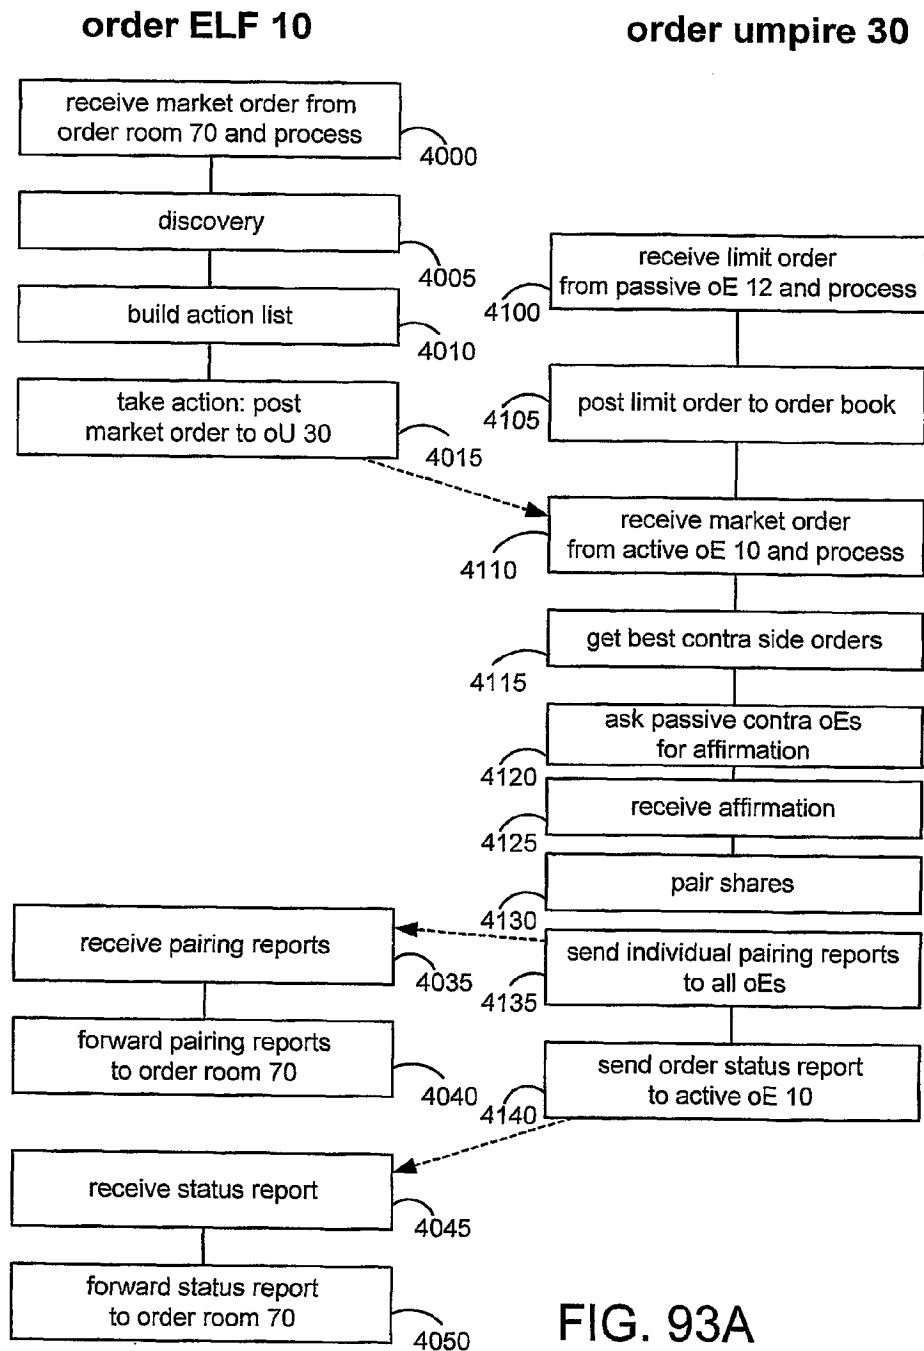 order ELF 10
receive market order from
order room 70 and process
4000
discovery
4005
build action list
4010
take action: post
market order to oU 30
4015
receive pairing reports
4035
forward pairing reports
to order room 70
4040
receive status report
4045
forward status report
to order room 70
4050
order umpire 30
receive limit order
from passive oE 12 and process
4100
post limit order to order book
4105
receive market order
from active oE 10 and process
4110
get best contra side orders
4115
ask passive contra oEs
for affirmation
4120
receive affirmation
4125
pair shares
4130
send individual pairing reports
to all oEs
4135
send order status report
to active oE 10
4140
FIG. 93A